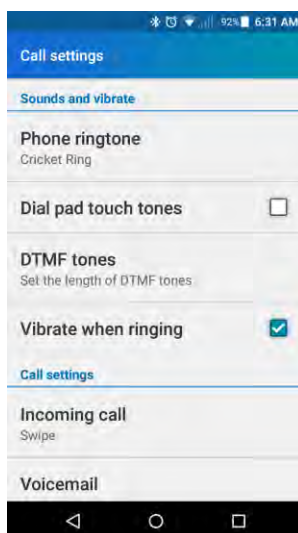 92% 6:31 AM
Call settings
Sounds and vibrate
Phone ringtone
Cricket Ring
Dial pad touch tones
DTMF tones
Set the length of DTMF tones
Vibrate when ringing
Call settings
Incoming call
Swipe
Voicemail